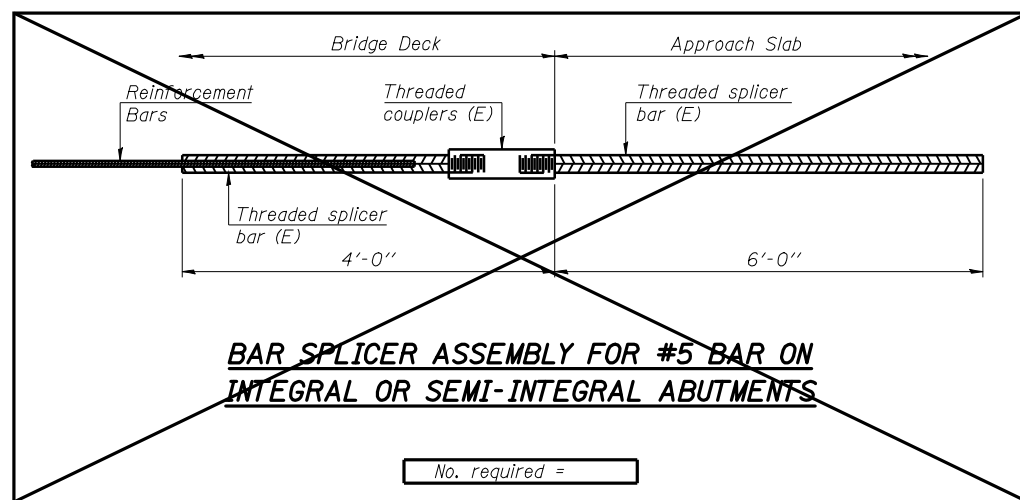 Bridge Deck
Approach Slab
Reinforcement
Bars
Threaded
couplers (E)
Threaded splicer
bar (E)
Threaded splicer
bar (E)
4'-0''
6'-0''
BAR SPLICER ASSEMBLY FOR #5 BAR ON
INTEGRAL OR SEMI-INTEGRAL ABUTMENTS
No. required =